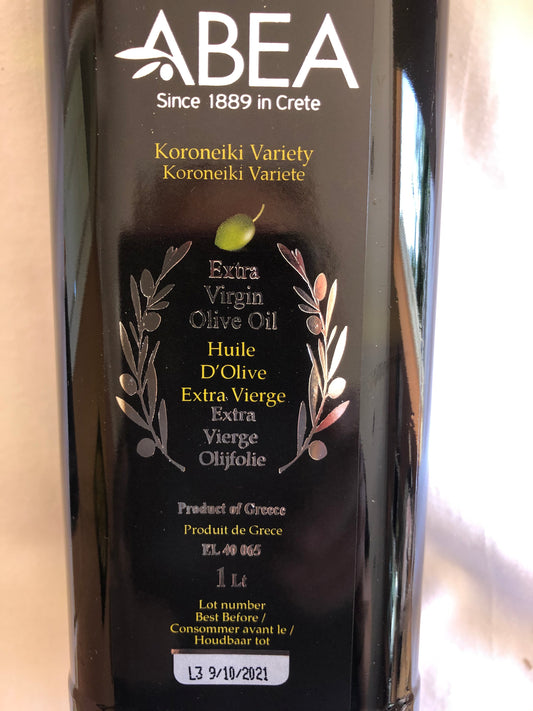 ABEA
Since 1889 in Crete
Koroneiki Variety
Koroneiki Variete
Extra
Virgin
Olive Oil
Huile
D'Olive
Extra Vierge
Extra
Vierge
Olijfolie
Product of Greece
Produit de Grece
EL 40 065
1 Lt
Lot number
Best Before /
Consommer avant le /
Houdbaar tot
L3 9/10/2021